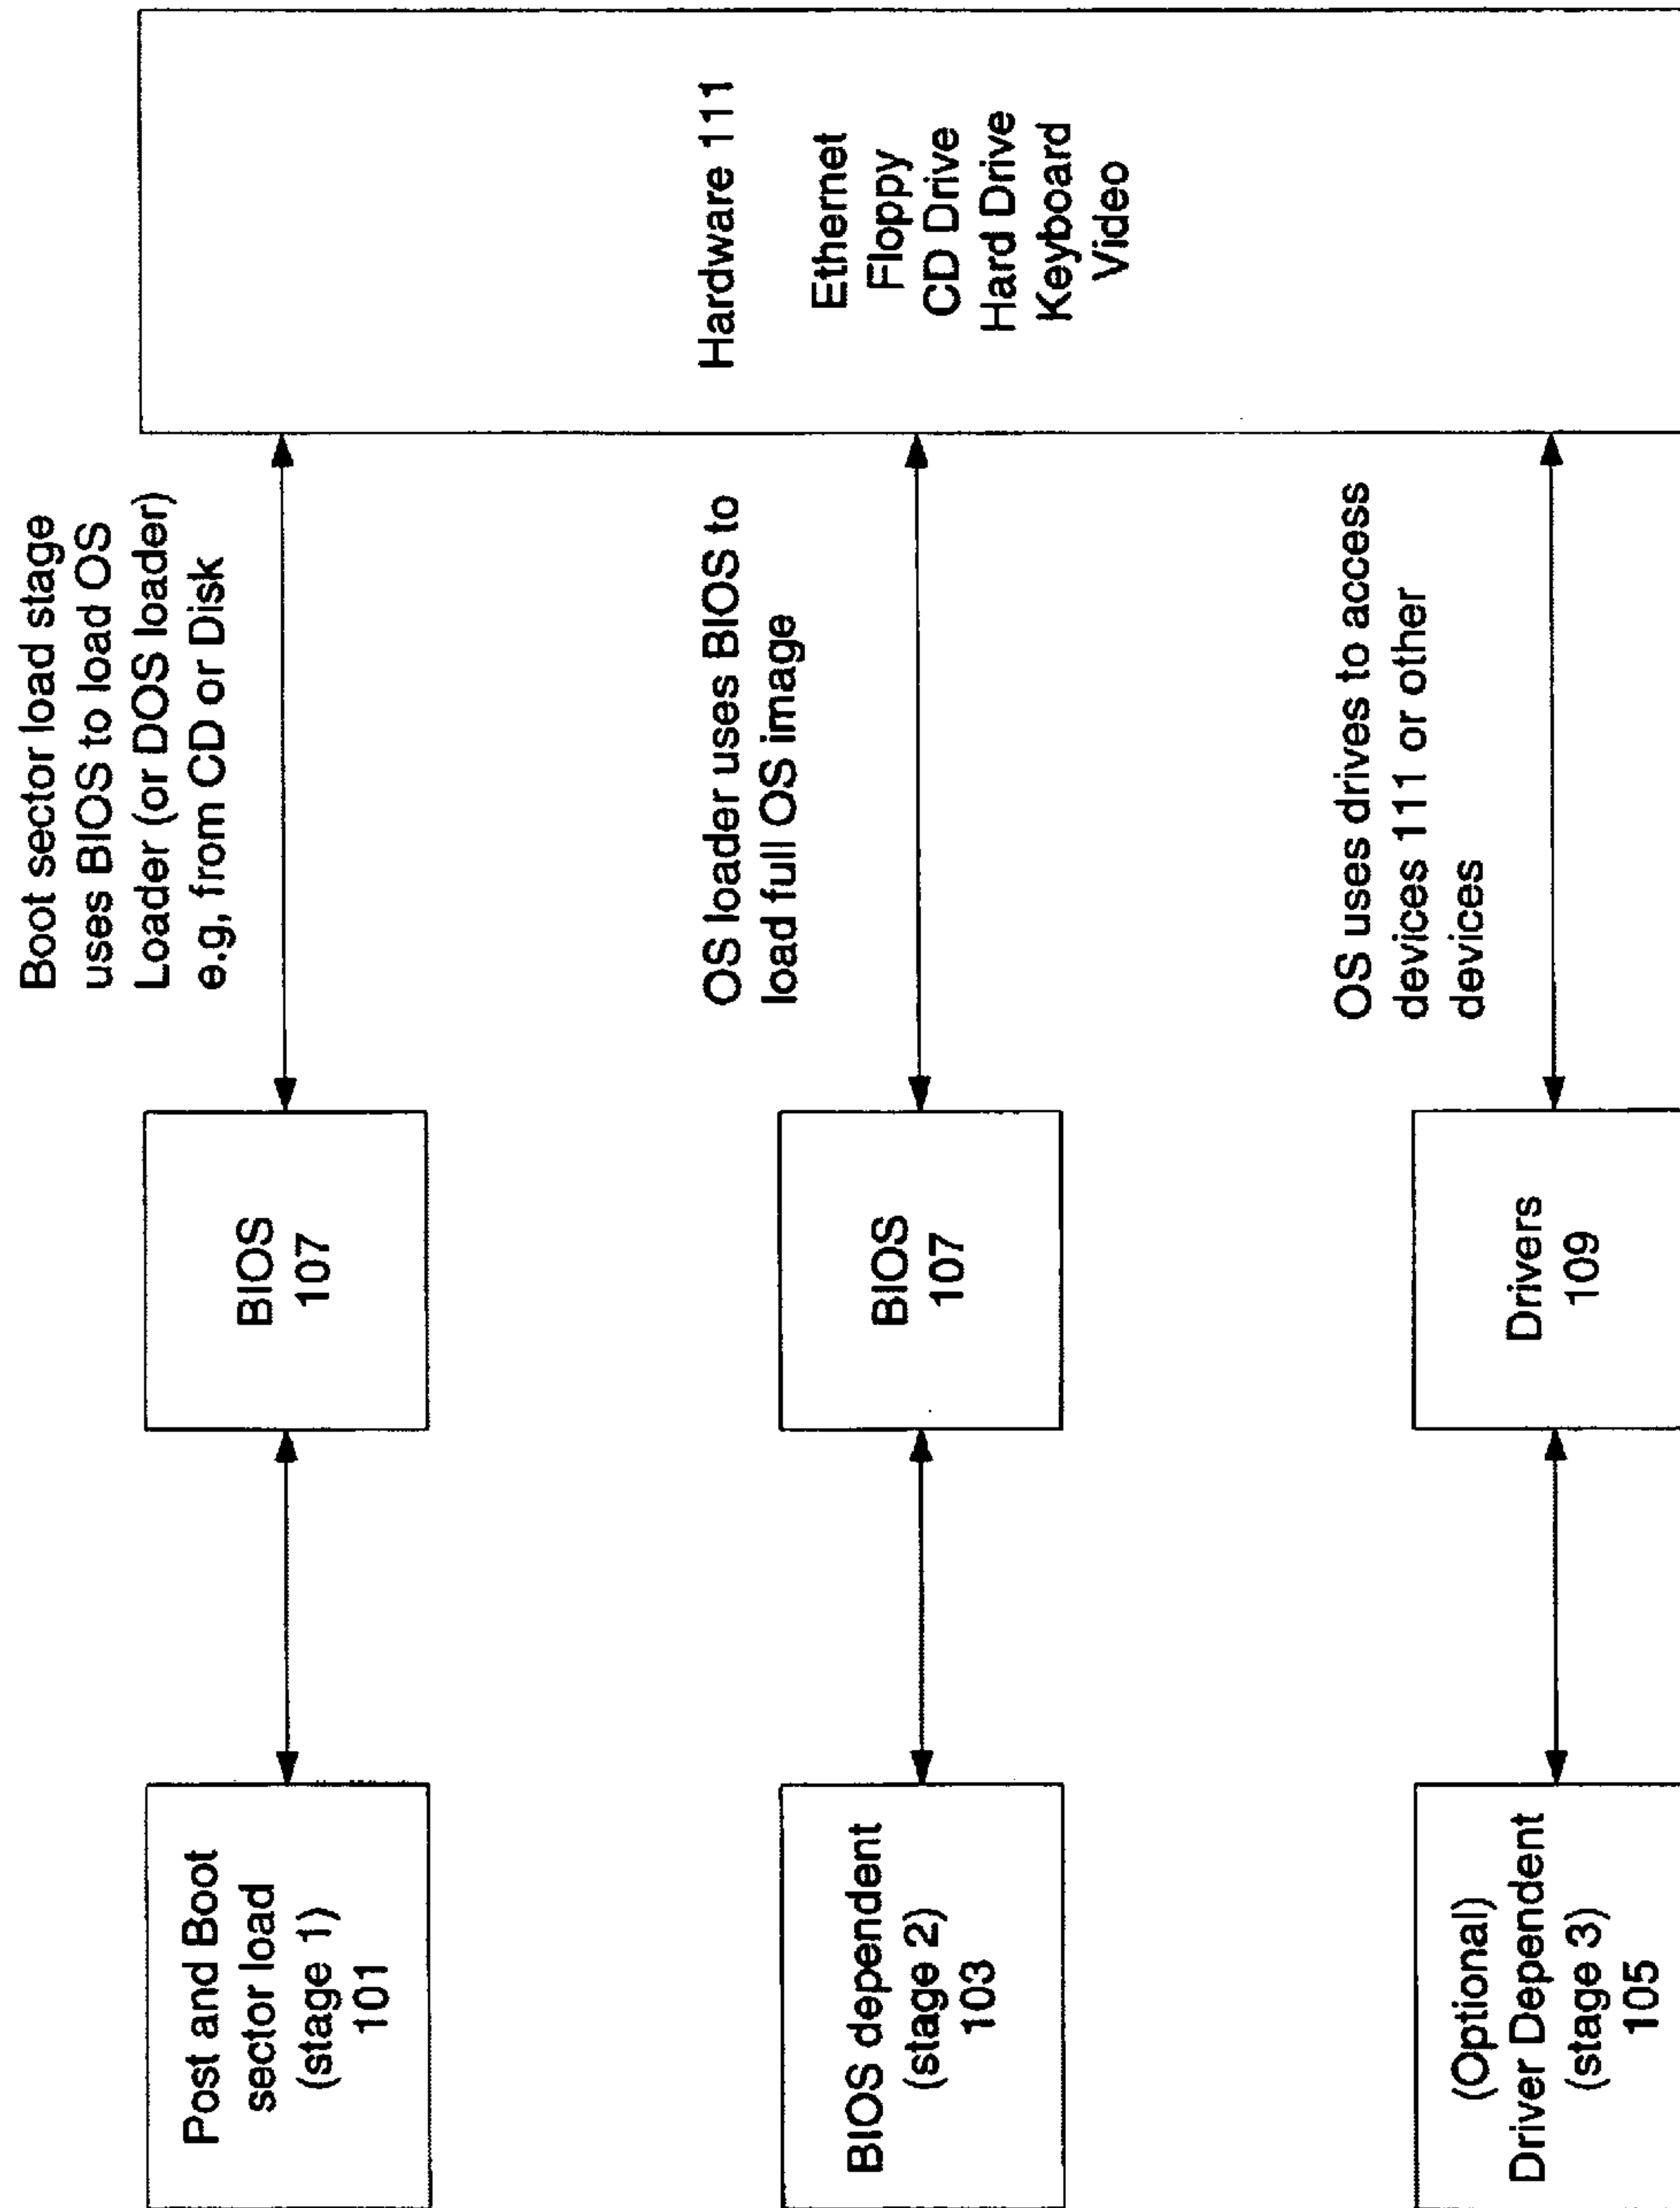 Post and Boot
sector load
(stage 1)
101
BIOS
107
Boot sector load stage
uses BIOS to load OS
Loader (or DOS loader)
e.g, from CD or Disk
BIOS dependent
(stage 2)
103
BIOS
107
OS loader uses BIOS to
load full OS image
(Optional)
Driver Dependent
(stage 3)
105
Drivers
109
OS uses drives to access
devices 111 or other
devices
Hardware 111
Ethernet
Floppy
CD Drive
Hard Drive
Keyboard
Video